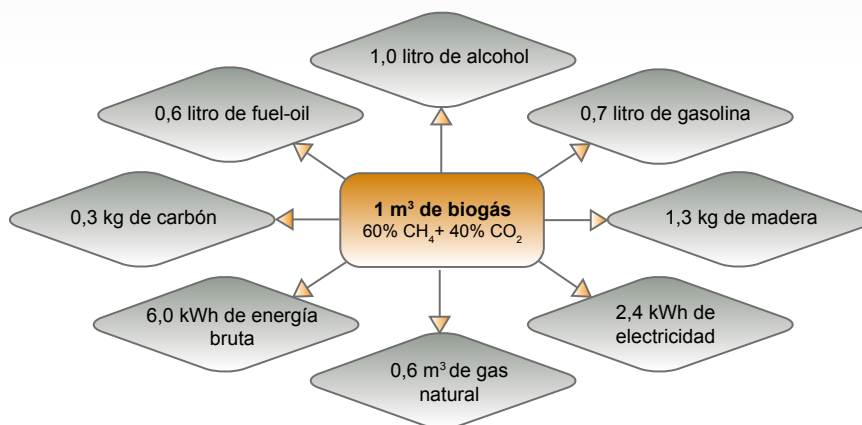 1,0 litro de alcohol
0,6 litro de fuel-oil
0,7 litro de gasolina
0,3 kg de carbón
1 m³ de biogás
60% CH₄+ 40% CO₂
1,3 kg de madera
6,0 kWh de energía
bruta
2,4 kWh de
electricidad
0,6 m³ de gas
natural